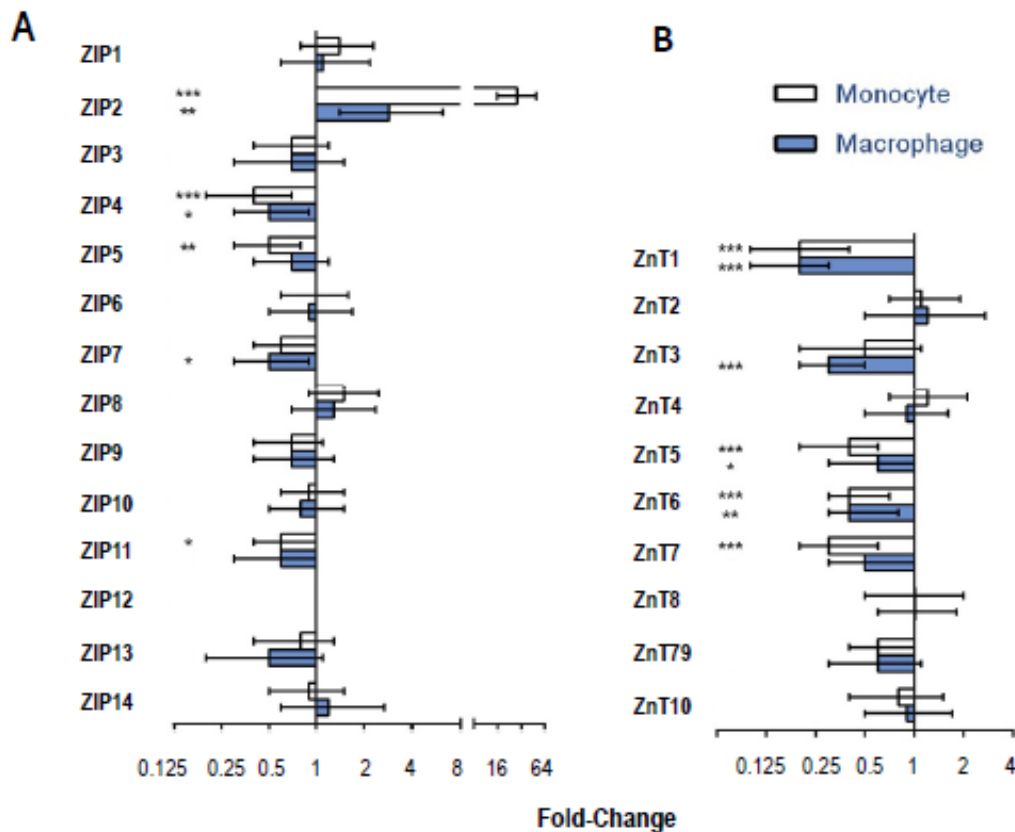 A
ZIP1
ZIP2
***
**
ZIP3
ZIP4
***
*
ZIP5
**
ZIP6
ZIP7
*
ZIP8
ZIP9
ZIP10
ZIP11
*
ZIP12
ZIP13
ZIP14
0.125 0.25 0.5 1 2 4 8 16 64
B
Monocyte
Macrophage
ZnT1
***
***
ZnT2
ZnT3
***
ZnT4
ZnT5
***
*
ZnT6
***
**
ZnT7
***
ZnT8
ZnT79
ZnT10
0.125 0.25 0.5 1 2 4
Fold-Change